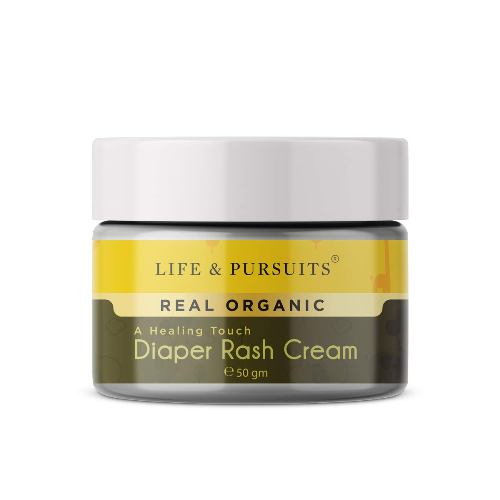 LIFE & PURSUITS®
REAL ORGANIC
A Healing Touch
Diaper Rash Cream
℮ 50 gm